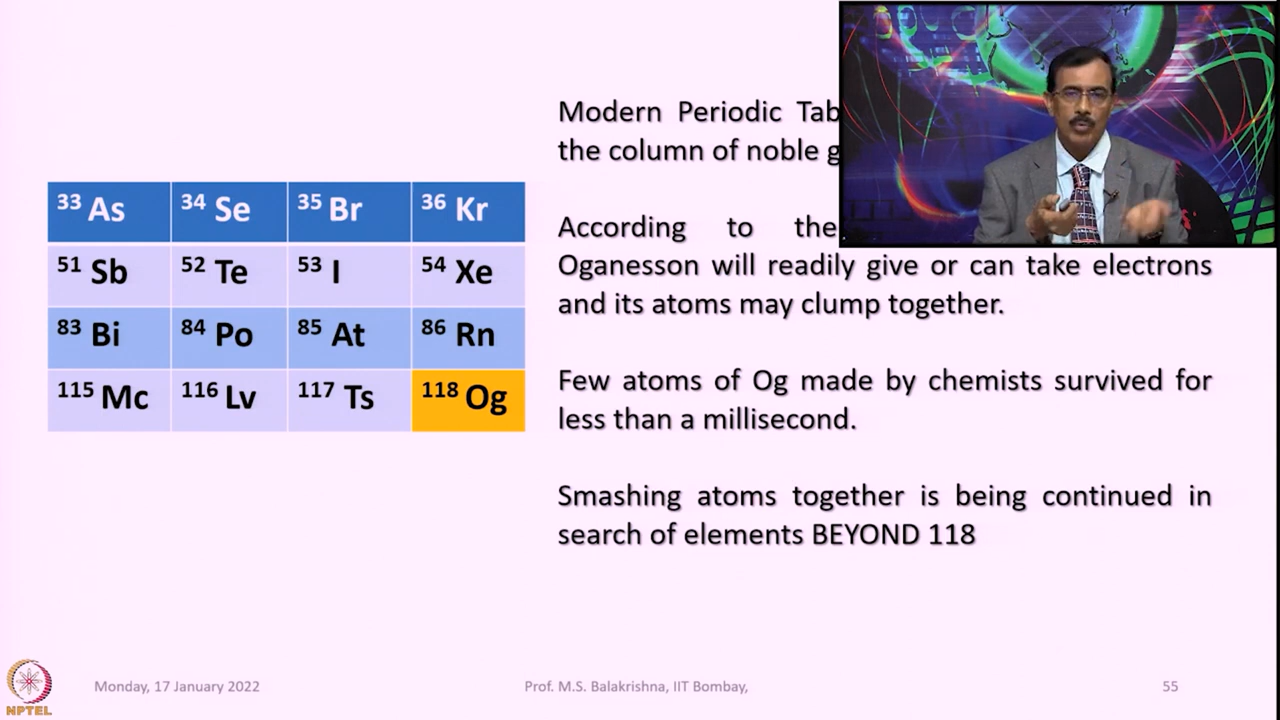 33 As 34 Se 35 Br 36 Kr
51 Sb 52 Te 53 I 54 Xe
83 Bi 84 Po 85 At 86 Rn
115 Mc 116 Lv 117 Ts 118 Og
Modern Periodic Tab
the column of noble g
According to the
Oganesson will readily give or can take electrons
and its atoms may clump together.
Few atoms of Og made by chemists survived for
less than a millisecond.
Smashing atoms together is being continued in
search of elements BEYOND 118
NPTEL
Monday, 17 January 2022
Prof. M.S. Balakrishna, IIT Bombay,
55